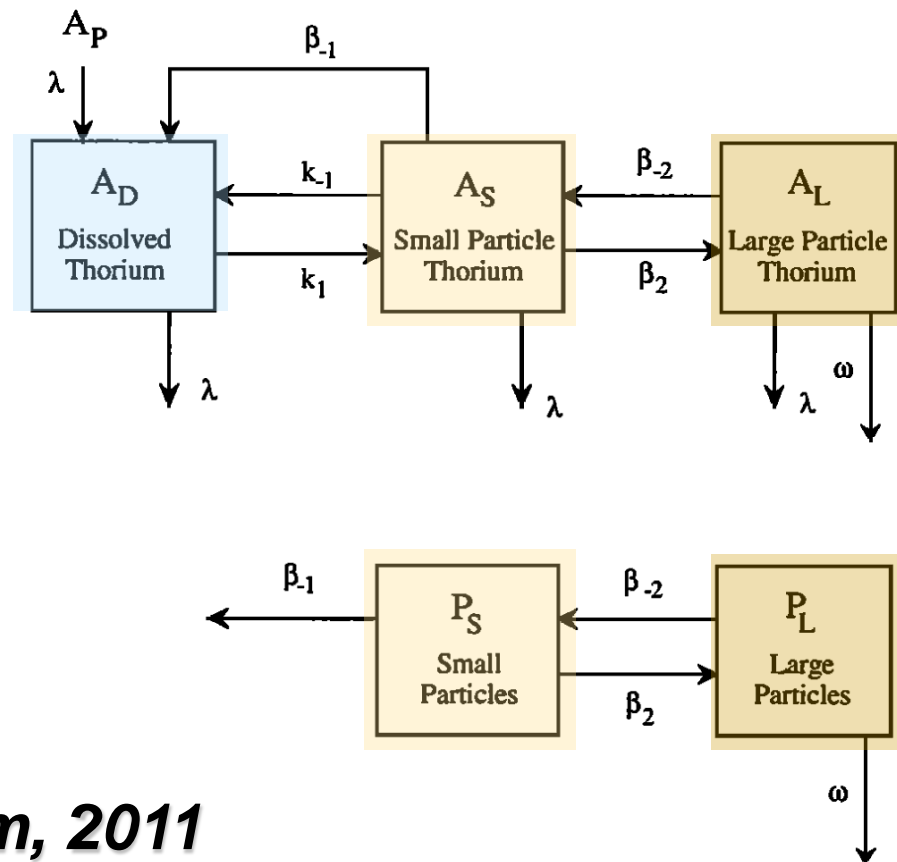 A_P
λ
β_-1
A_D
Dissolved
Thorium
k_-1
k_1
A_S
Small Particle
Thorium
β_-2
β_2
A_L
Large Particle
Thorium
λ
λ
λ
ω
β_-1
P_S
Small
Particles
β_-2
β_2
P_L
Large
Particles
ω
, 2011